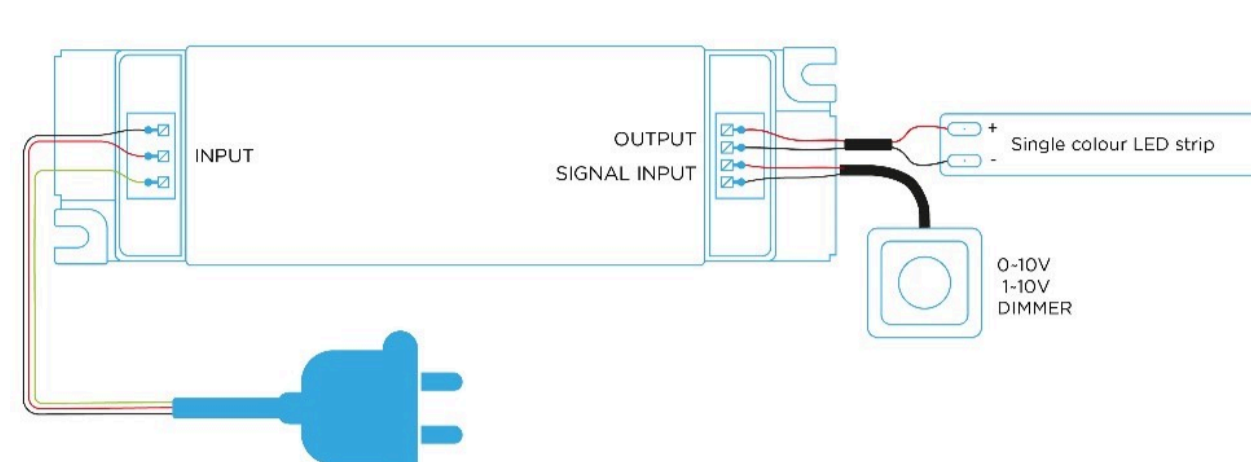 INPUT
OUTPUT
SIGNAL INPUT
+
Single colour LED strip
-
0~10V
1~10V
DIMMER